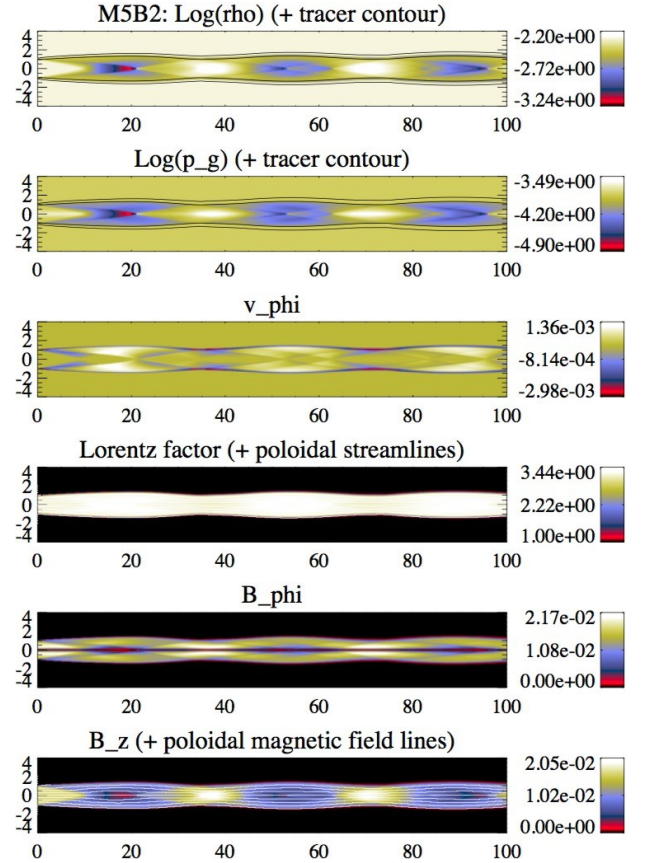 M5B2: Log(rho) (+ tracer contour)
4
2
0
-2
-4
-2.20e+00
-2.72e+00
-3.24e+00
0 20 40 60 80 100
Log(p_g) (+ tracer contour)
4
2
0
-2
-4
-3.49e+00
-4.20e+00
-4.90e+00
0 20 40 60 80 100
v_phi
4
2
0
-2
-4
1.36e-03
-8.14e-04
-2.98e-03
0 20 40 60 80 100
Lorentz factor (+ poloidal streamlines)
4
2
0
-2
-4
3.44e+00
2.22e+00
1.00e+00
0 20 40 60 80 100
B_phi
4
2
0
-2
-4
2.17e-02
1.08e-02
0.00e+00
0 20 40 60 80 100
B_z (+ poloidal magnetic field lines)
4
2
0
-2
-4
2.05e-02
1.02e-02
0.00e+00
0 20 40 60 80 100